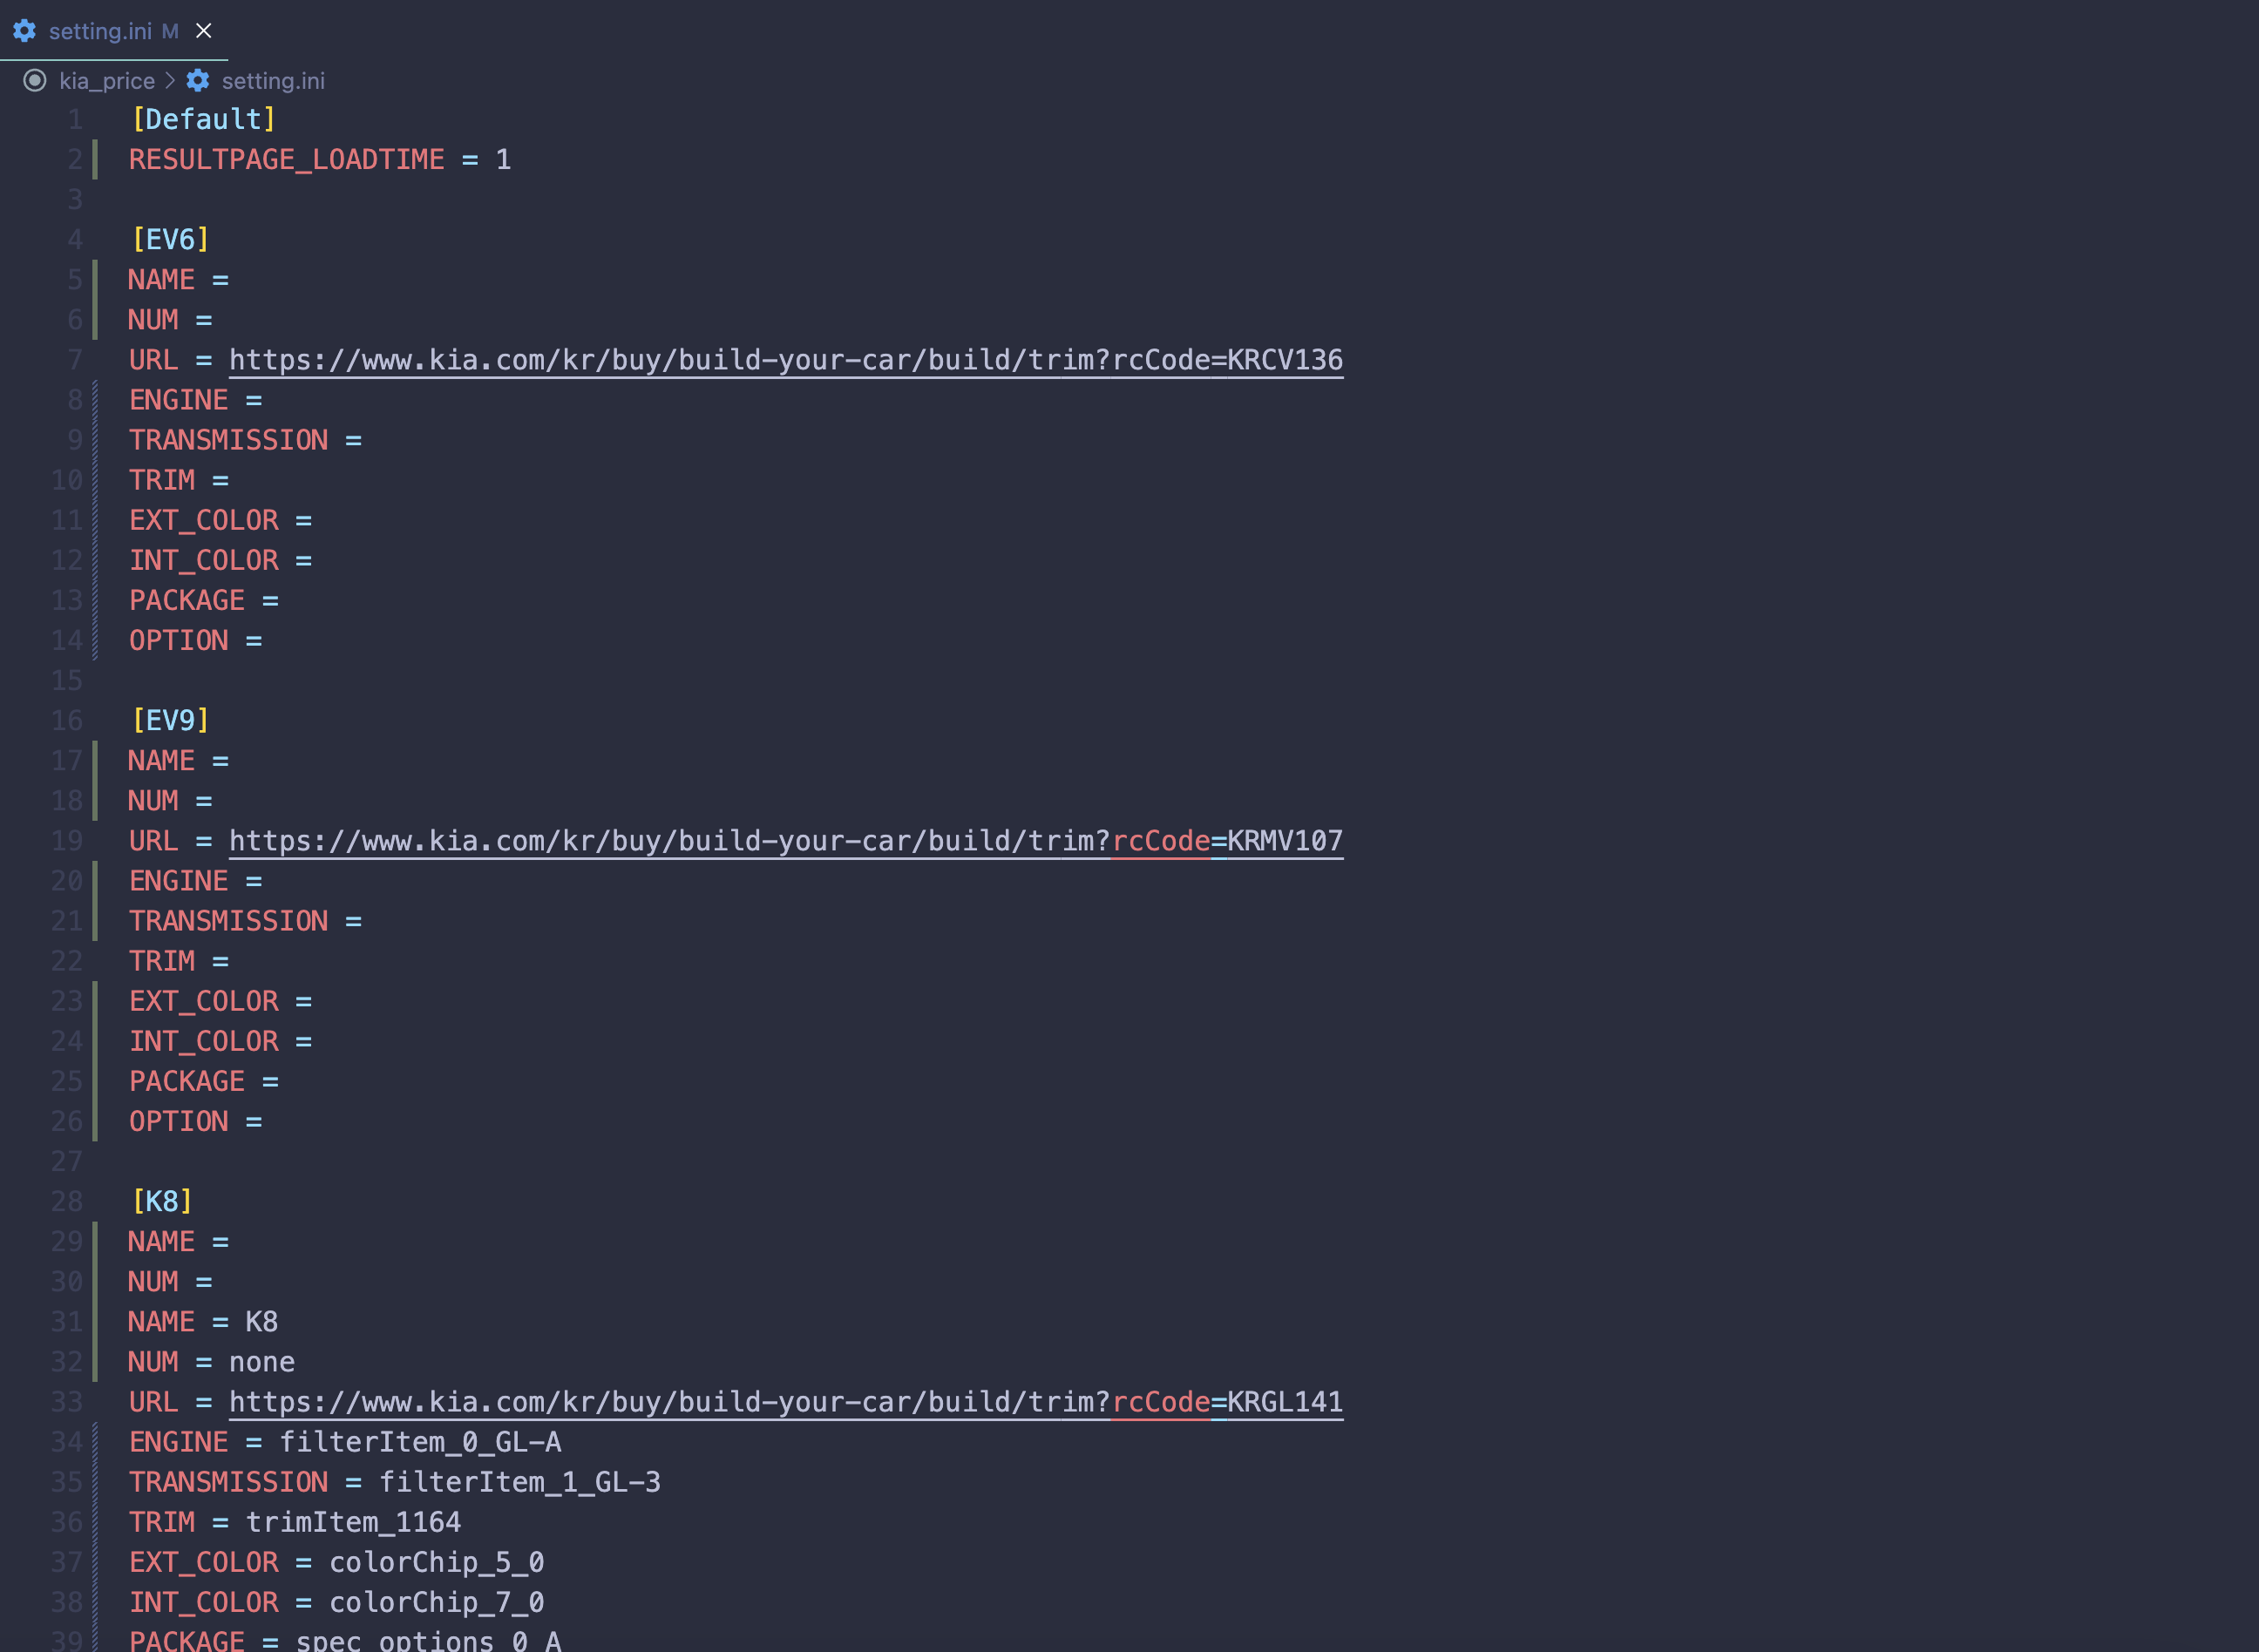 setting.ini M
kia_price > setting.ini
1 [Default]
2 RESULTPAGE_LOADTIME = 1
3
4 [EV6]
5 NAME =
6 NUM =
7 URL = https://www.kia.com/kr/buy/build-your-car/build/trim?rcCode=KRCV136
8 ENGINE =
9 TRANSMISSION =
10 TRIM =
11 EXT_COLOR =
12 INT_COLOR =
13 PACKAGE =
14 OPTION =
15
16 [EV9]
17 NAME =
18 NUM =
19 URL = https://www.kia.com/kr/buy/build-your-car/build/trim?rcCode=KRMV107
20 ENGINE =
21 TRANSMISSION =
22 TRIM =
23 EXT_COLOR =
24 INT_COLOR =
25 PACKAGE =
26 OPTION =
27
28 [K8]
29 NAME =
30 NUM =
31 NAME = K8
32 NUM = none
33 URL = https://www.kia.com/kr/buy/build-your-car/build/trim?rcCode=KRGL141
34 ENGINE = filterItem_0_GL-A
35 TRANSMISSION = filterItem_1_GL-3
36 TRIM = trimItem_1164
37 EXT_COLOR = colorChip_5_0
38 INT_COLOR = colorChip_7_0
39 PACKAGE = spec_options_0_A